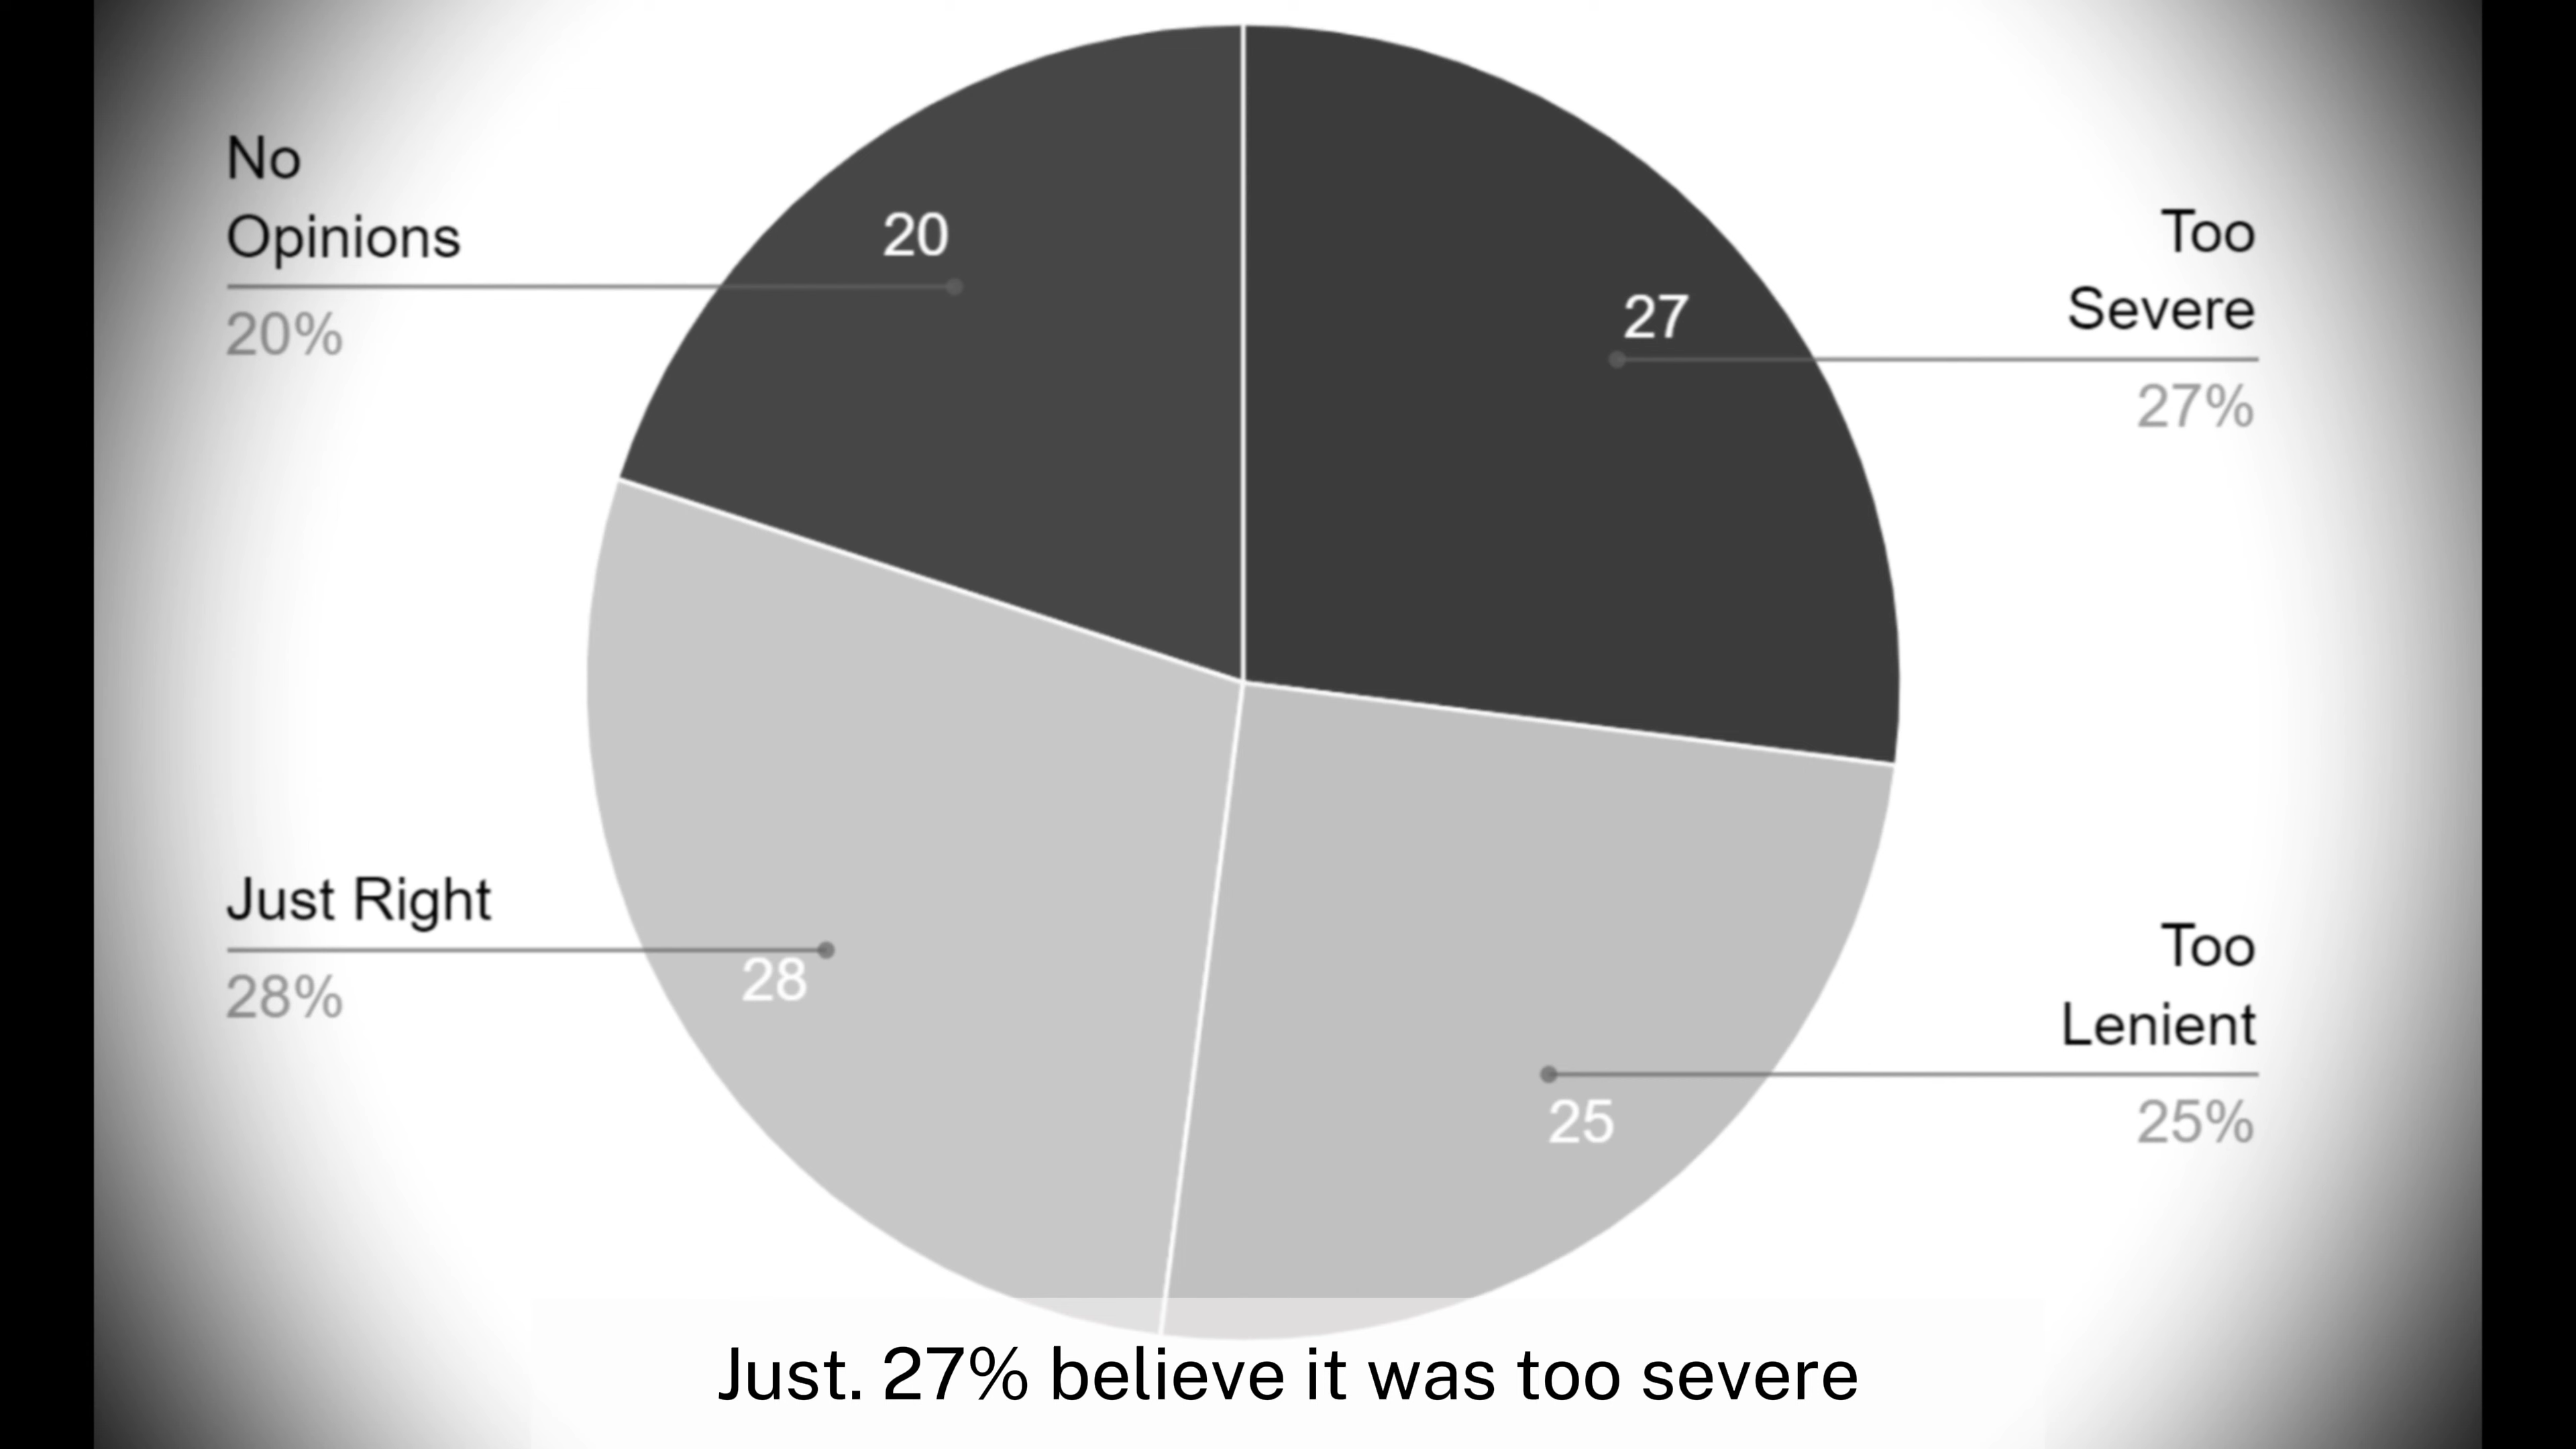 No
Opinions
20%
20
Too
Severe
27%
27
Just Right
28%
28
Too
Lenient
25%
25
Just. 27% believe it was too severe